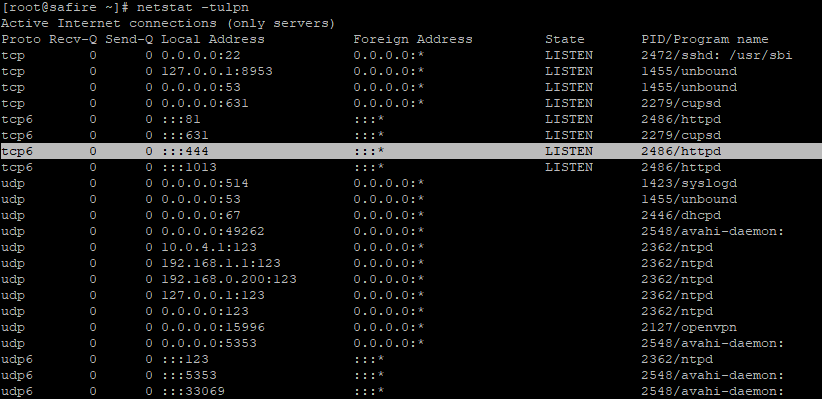 [root@safire ~]# netstat -tulpn
Active Internet connections (only servers)
Proto Recv-Q Send-Q Local Address           Foreign Address         State       PID/Program name
tcp        0      0 0.0.0.0:22              0.0.0.0:*               LISTEN      2472/sshd: /usr/sbi
tcp        0      0 127.0.0.1:8953          0.0.0.0:*               LISTEN      1455/unbound
tcp        0      0 0.0.0.0:53              0.0.0.0:*               LISTEN      1455/unbound
tcp        0      0 0.0.0.0:631             0.0.0.0:*               LISTEN      2279/cupsd
tcp6       0      0 :::81                   :::*                    LISTEN      2486/httpd
tcp6       0      0 :::631                  :::*                    LISTEN      2279/cupsd
tcp6       0      0 :::444                  :::*                    LISTEN      2486/httpd
tcp6       0      0 :::1013                 :::*                    LISTEN      2486/httpd
udp        0      0 0.0.0.0:514             0.0.0.0:*                           1423/syslogd
udp        0      0 0.0.0.0:53              0.0.0.0:*                           1455/unbound
udp        0      0 0.0.0.0:67              0.0.0.0:*                           2446/dhcpd
udp        0      0 0.0.0.0:49262           0.0.0.0:*                           2548/avahi-daemon:
udp        0      0 10.0.4.1:123            0.0.0.0:*                           2362/ntpd
udp        0      0 192.168.1.1:123         0.0.0.0:*                           2362/ntpd
udp        0      0 192.168.0.200:123       0.0.0.0:*                           2362/ntpd
udp        0      0 127.0.0.1:123           0.0.0.0:*                           2362/ntpd
udp        0      0 0.0.0.0:123             0.0.0.0:*                           2362/ntpd
udp        0      0 0.0.0.0:15996           0.0.0.0:*                           2127/openvpn
udp        0      0 0.0.0.0:5353            0.0.0.0:*                           2548/avahi-daemon:
udp6       0      0 :::123                  :::*                                2362/ntpd
udp6       0      0 :::5353                 :::*                                2548/avahi-daemon:
udp6       0      0 :::33069                :::*                                2548/avahi-daemon: